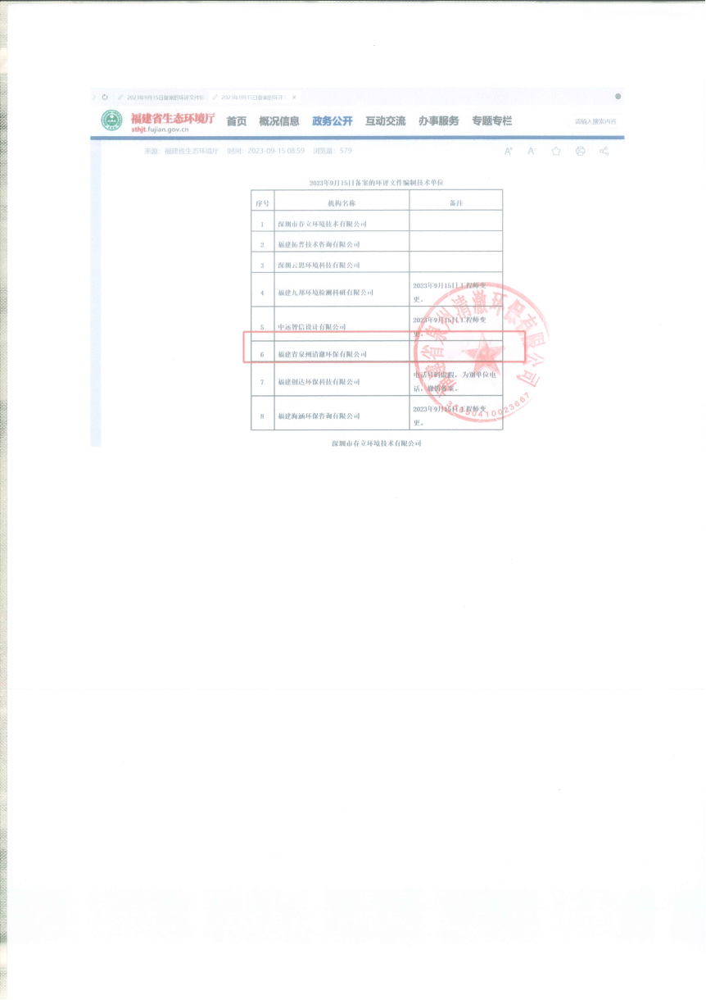 2023年9月15日备案的环评文件编
2023年9月15日备案的环评
福建省生态环境厅
sthjt.fujian.gov.cn
首页 概况信息 政务公开 互动交流 办事服务 专题专栏
请输入搜索内容
来源：福建省生态环境厅 时间：2023-09-15 08:59 浏览量：579
2023年9月15日备案的环评文件编制技术单位
序号 机构名称 备注
1 深圳市春立环境技术有限公司
2 福建拓普技术咨询有限公司
3 深圳云思环境科技有限公司
4 福建九邦环境检测科研有限公司 2023年9月15日工程师变
更。
5 中远智信设计有限公司 2023年9月15日工程师变
更。
6 福建省泉州清澈环保有限公司
7 福建创达环保科技有限公司 电话号码虚假，为别单位电
话，撤销备案。
8 福建海涵环保咨询有限公司 2023年9月15日工程师变
更。
深圳市春立环境技术有限公司
福建省泉州清澈环保有限公司